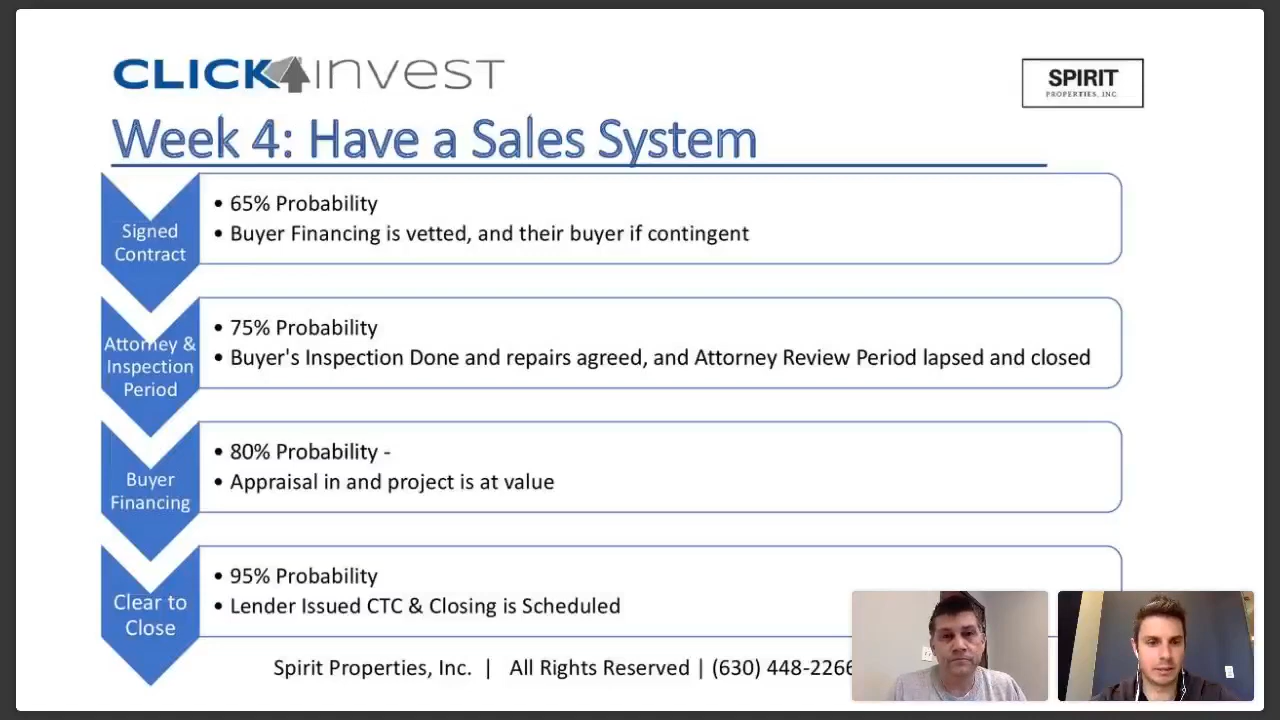 CLICK invest
SPIRIT
PROPERTIES, INC.
Week 4: Have a Sales System
Signed
Contract
• 65% Probability
• Buyer Financing is vetted, and their buyer if contingent
Attorney &
Inspection
Period
• 75% Probability
• Buyer's Inspection Done and repairs agreed, and Attorney Review Period lapsed and closed
Buyer
Financing
• 80% Probability -
• Appraisal in and project is at value
Clear to
Close
• 95% Probability
• Lender Issued CTC & Closing is Scheduled
Spirit Properties, Inc. | All Rights Reserved | (630) 448-2266